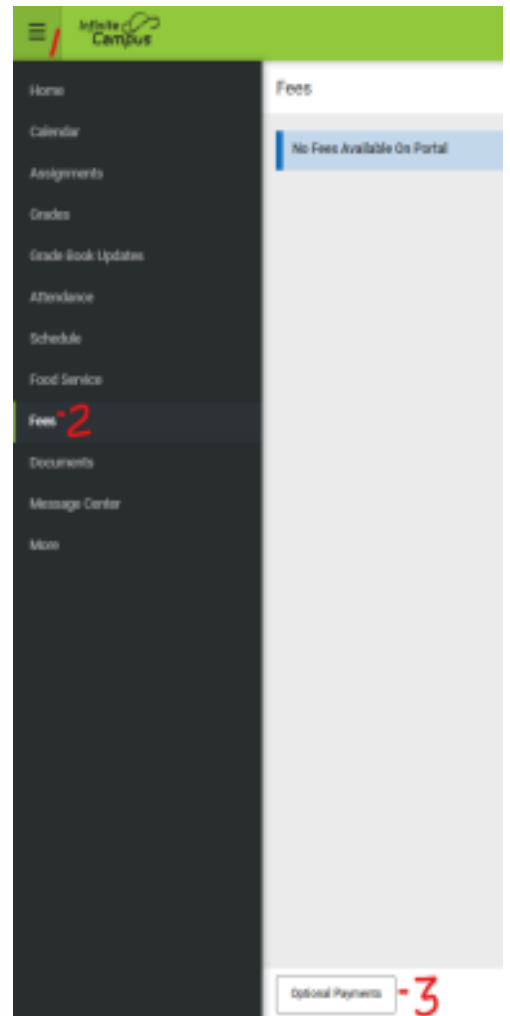 ☰ / Infinite Campus
Home
Calendar
Assignments
Grades
Grade Book Updates
Attendance
Schedule
Food Service
Fees -2
Documents
Message Center
More
Fees
No Fees Available On Portal
Optional Payments -3